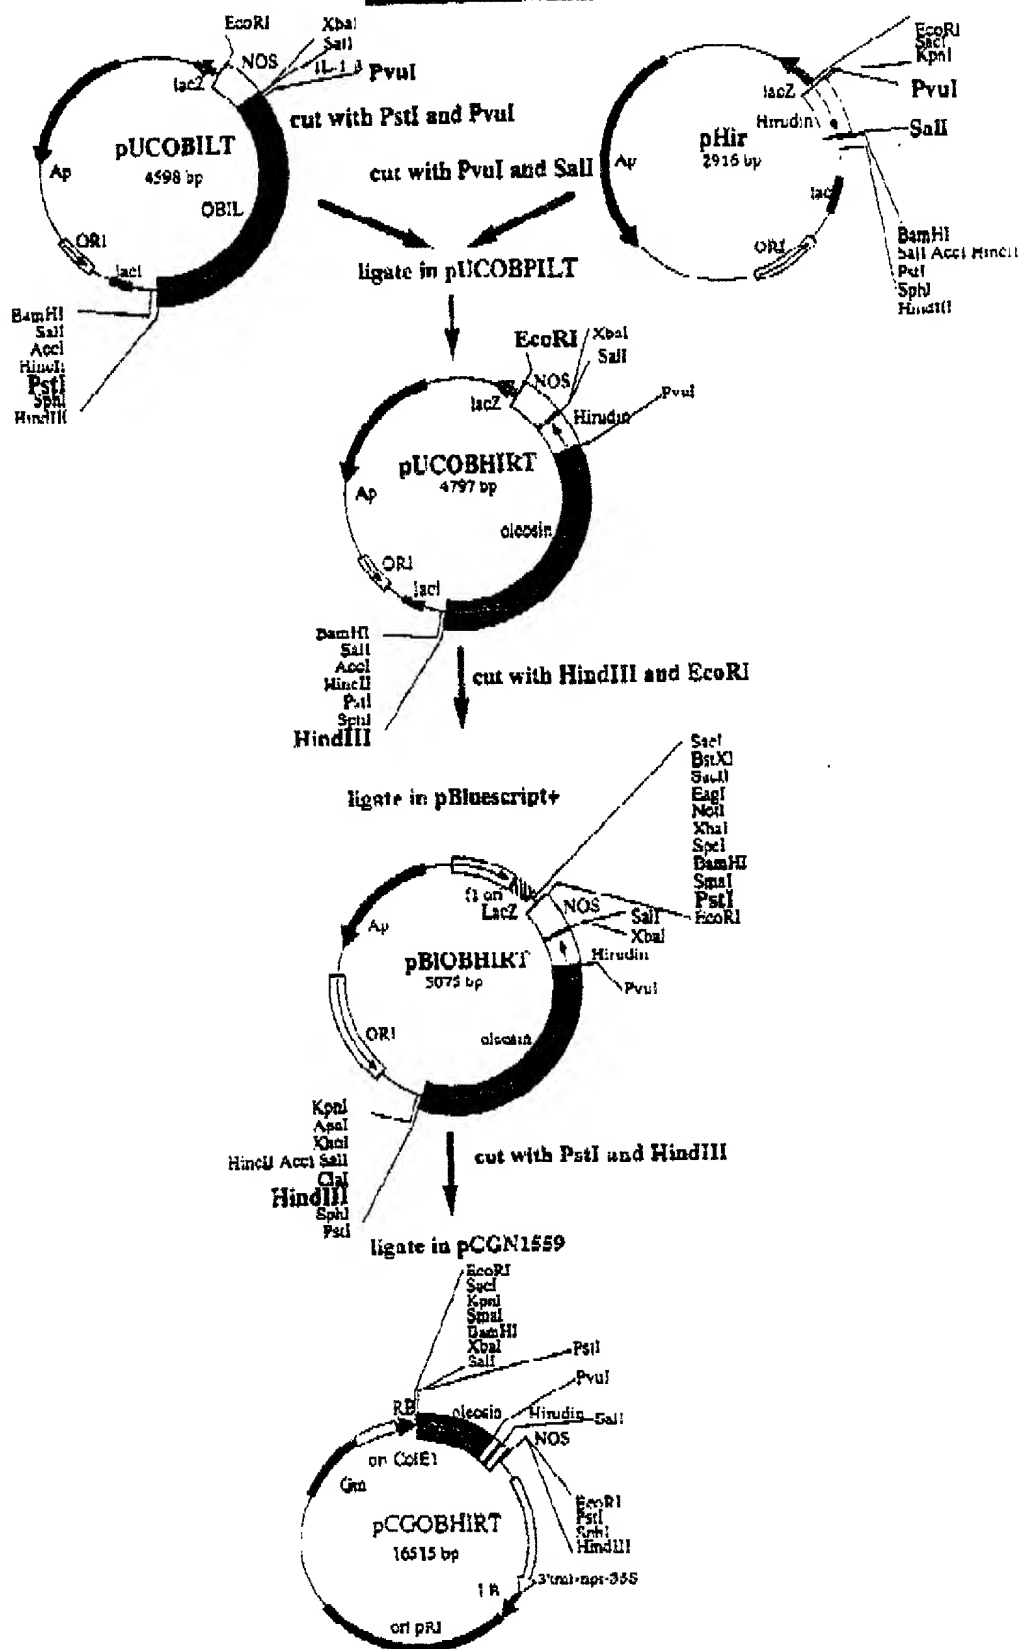 EcoRI
XbaI
SalI
IL-1 β
PvuI
NOS
lacZ
cut with PstI and PvuI
pUCOBILT
4598 bp
Ap
OBIL
ORI
lacI
BamHI
SalI
AccI
HincII
PstI
SphI
HindIII
EcoRI
SacI
KpnI
PvuI
lacZ
Hirudin
SalI
pHir
2916 bp
Ap
lac
ORI
BamHI
SalI AccI HincII
PstI
SphI
HindIII
cut with PvuI and SalI
ligate in pUCOBPILT
EcoRI
XbaI
SalI
NOS
lacZ
Hirudin
PvuI
pUCOBHIRT
4797 bp
Ap
oleosin
ORI
lacI
BamHI
SalI
AccI
HincII
PstI
SphI
HindIII
cut with HindIII and EcoRI
ligate in pBluescript+
SacI
BstXI
SacII
EagI
NotI
XbaI
SpeI
BamHI
SmaI
PstI
EcoRI
f1 ori
LacZ
NOS
SalI
XbaI
Hirudin
PvuI
Ap
pBIOBHIRT
5075 bp
ORI
oleosin
KpnI
ApaI
XhoI
HincII AccI SalI
ClaI
HindIII
SphI
PstI
cut with PstI and HindIII
ligate in pCGN1559
EcoRI
SacI
KpnI
SmaI
BamHI
XbaI
SalI
PstI
PvuI
RB
oleosin
Hirudin
SalI
NOS
ori ColE1
Gm
EcoRI
PstI
SphI
HindIII
pCGOBHIRT
16515 bp
LB
ori pRI